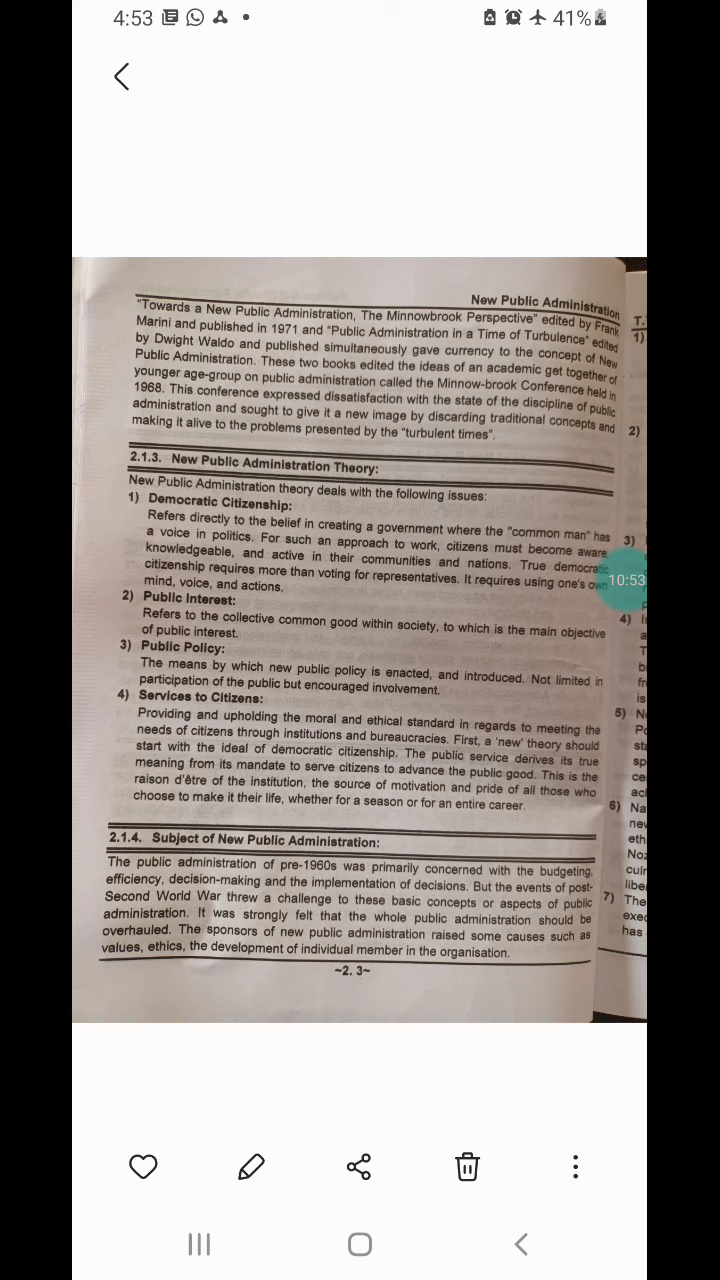 4:53
41%
New Public Administration
"Towards a New Public Administration, The Minnowbrook Perspective" edited by Frank
Marini and published in 1971 and "Public Administration in a Time of Turbulence" edited
by Dwight Waldo and published simultaneously gave currency to the concept of New
Public Administration. These two books edited the ideas of an academic get together of
younger age-group on public administration called the Minnow-brook Conference held in
1968. This conference expressed dissatisfaction with the state of the discipline of public
administration and sought to give it a new image by discarding traditional concepts and
making it alive to the problems presented by the "turbulent times".
2.1.3. New Public Administration Theory:
New Public Administration theory deals with the following issues:
1) Democratic Citizenship:
Refers directly to the belief in creating a government where the "common man" has
a voice in politics. For such an approach to work, citizens must become aware,
knowledgeable, and active in their communities and nations. True democratic
citizenship requires more than voting for representatives. It requires using one's own
mind, voice, and actions.
2) Public Interest:
Refers to the collective common good within society, to which is the main objective
of public interest.
3) Public Policy:
The means by which new public policy is enacted, and introduced. Not limited in
participation of the public but encouraged involvement.
4) Services to Citizens:
Providing and upholding the moral and ethical standard in regards to meeting the
needs of citizens through institutions and bureaucracies. First, a 'new' theory should
start with the ideal of democratic citizenship. The public service derives its true
meaning from its mandate to serve citizens to advance the public good. This is the
raison d'être of the institution, the source of motivation and pride of all those who
choose to make it their life, whether for a season or for an entire career.
2.1.4. Subject of New Public Administration:
The public administration of pre-1960s was primarily concerned with the budgeting,
efficiency, decision-making and the implementation of decisions. But the events of post-
Second World War threw a challenge to these basic concepts or aspects of public
administration. It was strongly felt that the whole public administration should be
overhauled. The sponsors of new public administration raised some causes such as
values, ethics, the development of individual member in the organisation.
~2. 3~
T.
1)
2)
3)
10:53
4)
5)
6) Na
7) The
has